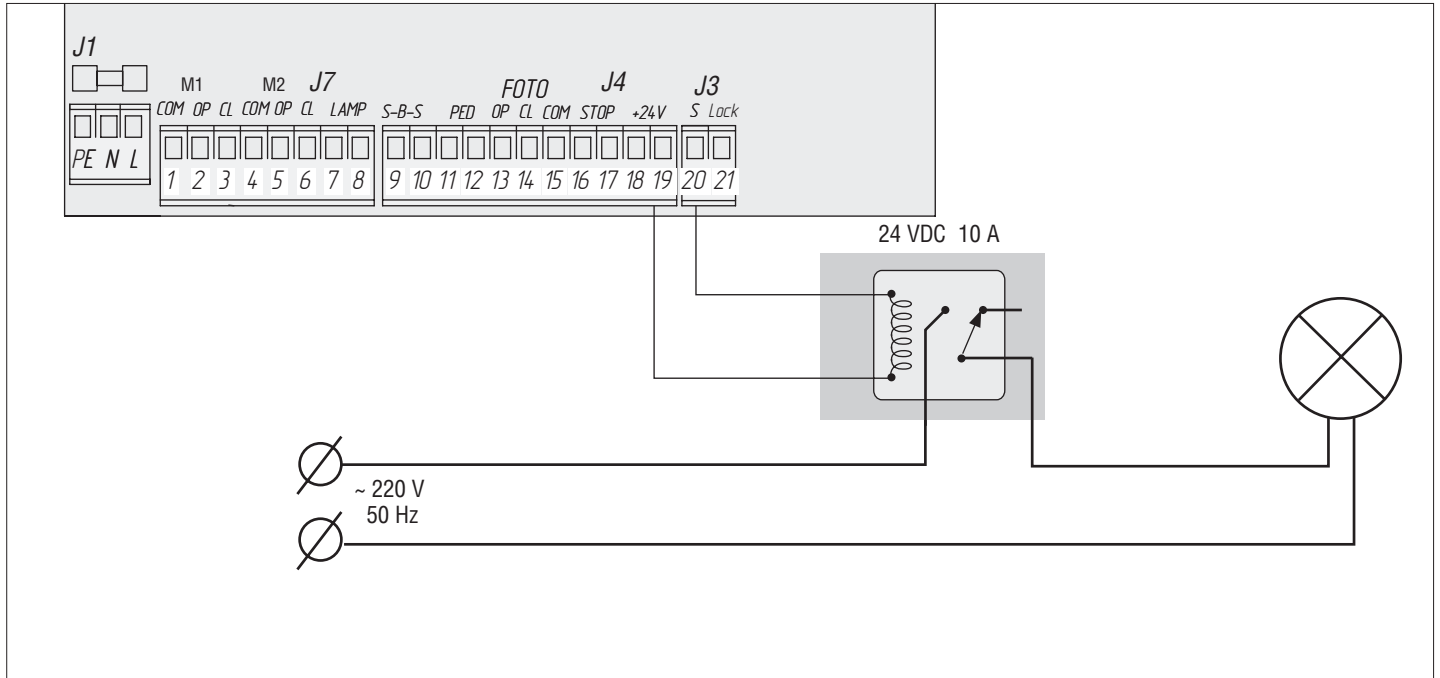 J1
M1 M2 J7
FOTO J4 J3
COM OP CL COM OP CL LAMP S-B-S PED OP CL COM STOP +24V S Lock
PE N L
1 2 3 4 5 6 7 8 9 10 11 12 13 14 15 16 17 18 19 20 21
24 VDC 10 A
~ 220 V
50 Hz